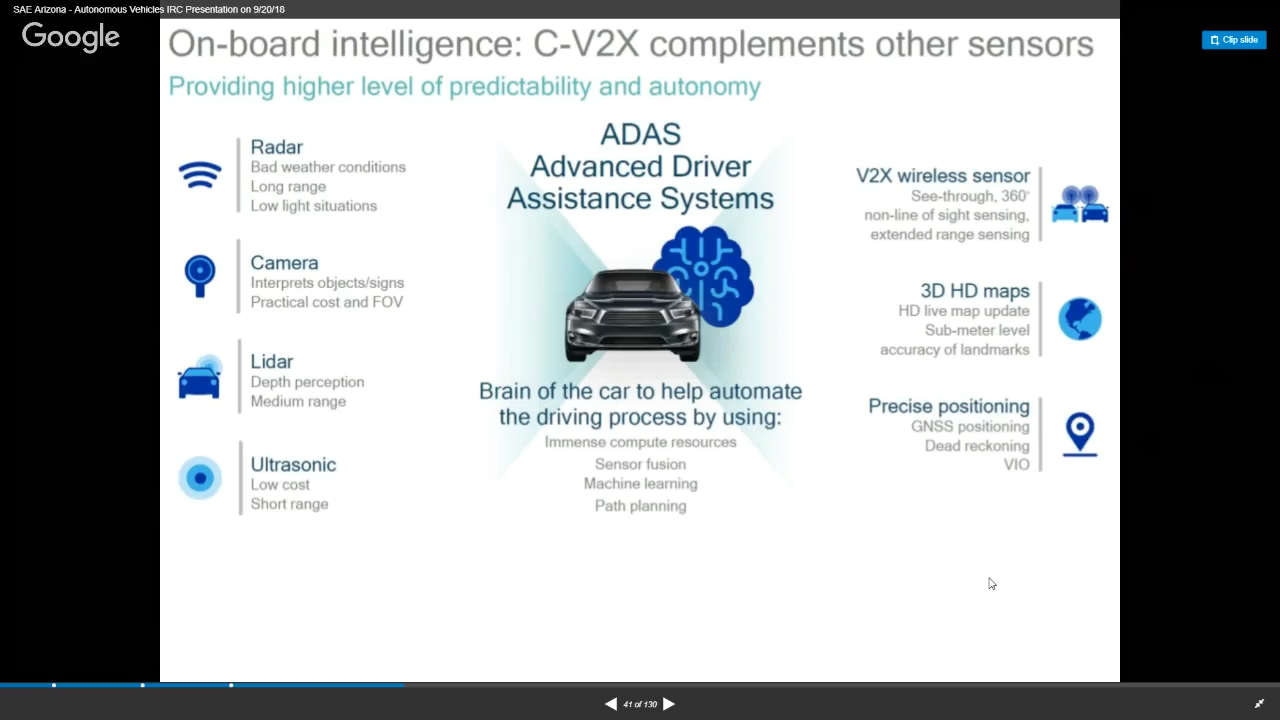 SAE Arizona - Autonomous Vehicles IRC Presentation on 9/20/18
Google
Clip slide
On-board intelligence: C-V2X complements other sensors
Providing higher level of predictability and autonomy
Radar
Bad weather conditions
Long range
Low light situations
Camera
Interprets objects/signs
Practical cost and FOV
Lidar
Depth perception
Medium range
Ultrasonic
Low cost
Short range
ADAS
Advanced Driver
Assistance Systems
Brain of the car to help automate
the driving process by using:
Immense compute resources
Sensor fusion
Machine learning
Path planning
V2X wireless sensor
See-through, 360°
non-line of sight sensing,
extended range sensing
3D HD maps
HD live map update
Sub-meter level
accuracy of landmarks
Precise positioning
GNSS positioning
Dead reckoning
VIO
41 of 130